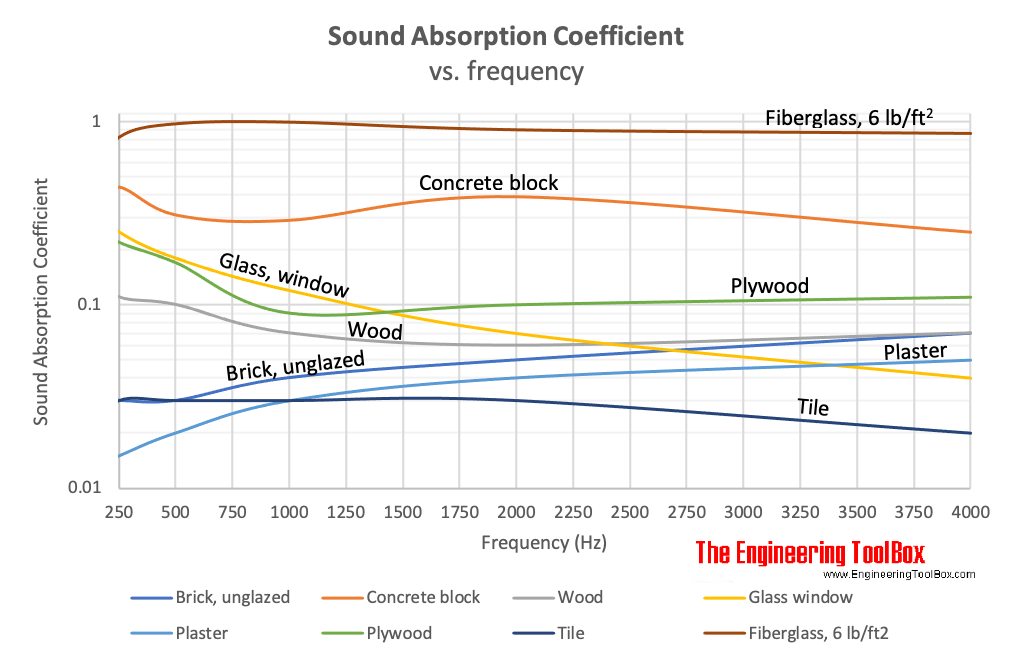 Sound Absorption Coefficient
vs. frequency
Sound Absorption Coefficient
1
0.1
0.01
Fiberglass, 6 lb/ft²
Concrete block
Glass, window
Plywood
Wood
Plaster
Brick, unglazed
Tile
250 500 750 1000 1250 1500 1750 2000 2250 2500 2750 3000 3250 3500 3750 4000
Frequency (Hz)
The Engineering ToolBox
www.EngineeringToolBox.com
Brick, unglazed Concrete block Wood Glass window
Plaster Plywood Tile Fiberglass, 6 lb/ft2